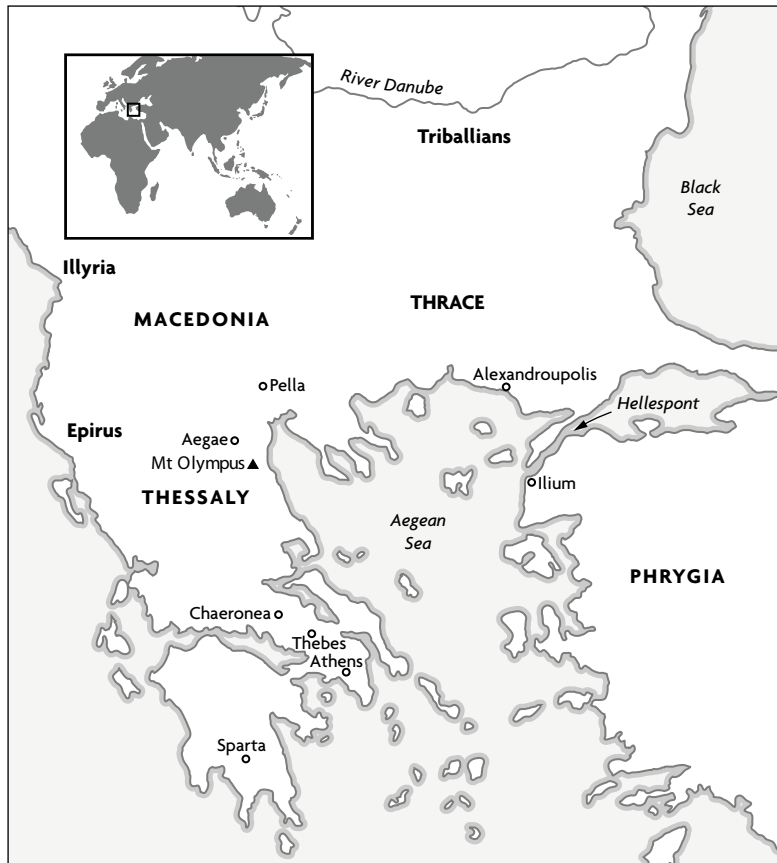 River Danube
Triballians
Black
Sea
Illyria
THRACE
MACEDONIA
Alexandroupolis
Pella
Hellespont
Epirus
Aegae
Mt Olympus
Ilium
THESSALY
Aegean
Sea
PHRYGIA
Chaeronea
Thebes
Athens
Sparta